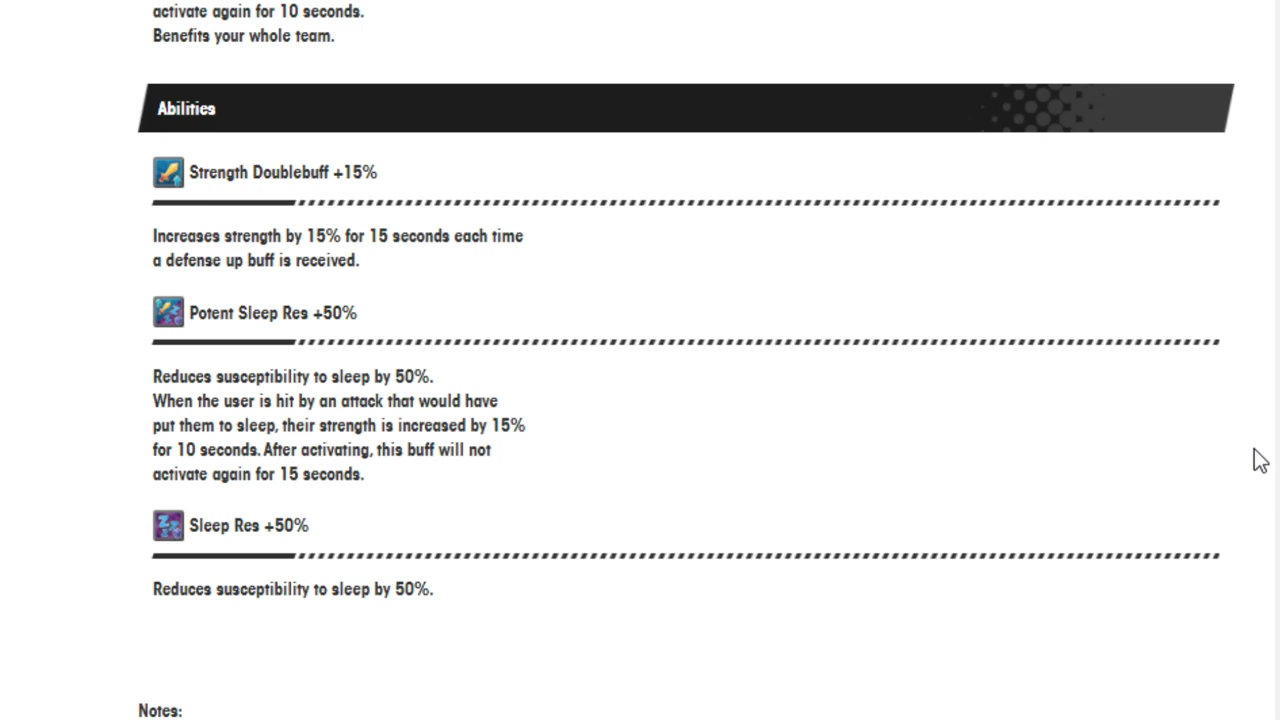 activate again for 10 seconds.
Benefits your whole team.
Abilities
Strength Doublebuff +15%
Increases strength by 15% for 15 seconds each time
a defense up buff is received.
Potent Sleep Res +50%
Reduces susceptibility to sleep by 50%.
When the user is hit by an attack that would have
put them to sleep, their strength is increased by 15%
for 10 seconds. After activating, this buff will not
activate again for 15 seconds.
Sleep Res +50%
Reduces susceptibility to sleep by 50%.
Notes: